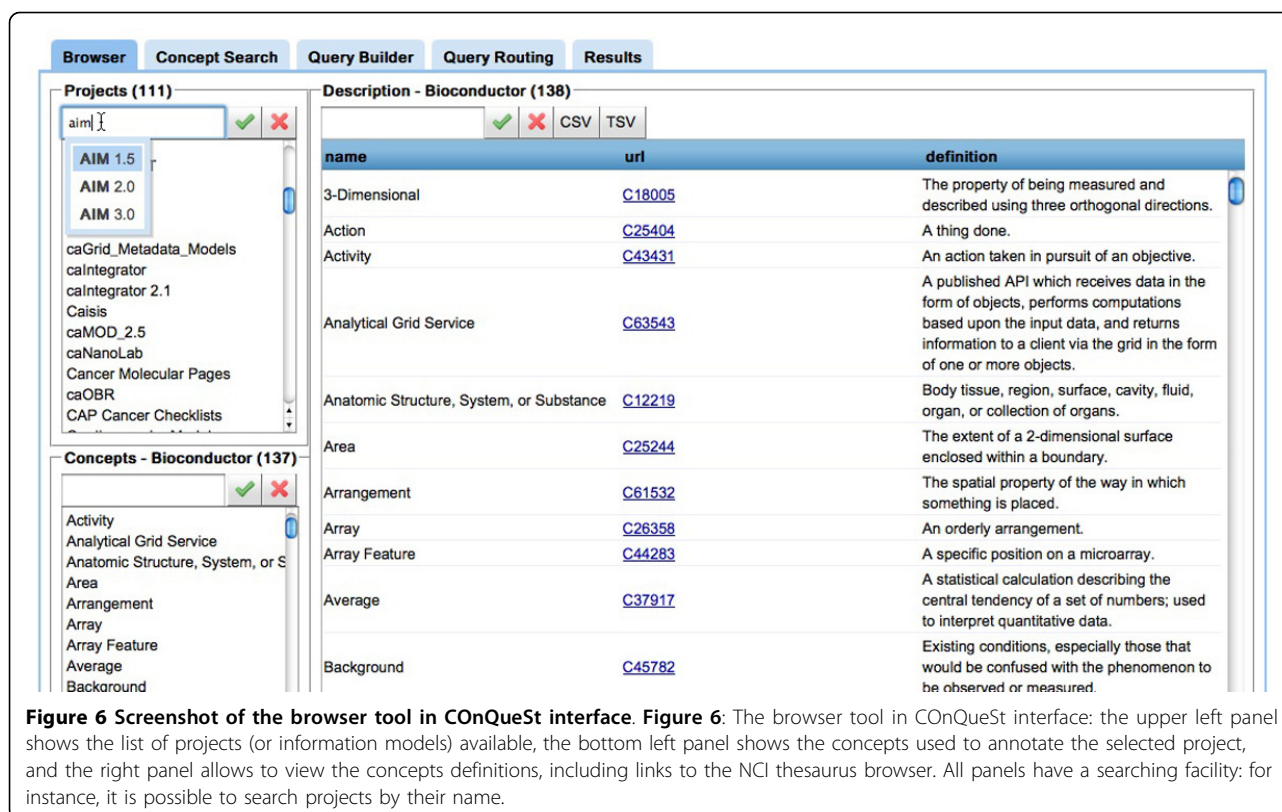 Browser Concept Search Query Builder Query Routing Results
Projects (111)
aim
AIM 1.5
AIM 2.0
AIM 3.0
caGrid_Metadata_Models
caIntegrator
caIntegrator 2.1
Caisis
caMOD_2.5
caNanoLab
Cancer Molecular Pages
caOBR
CAP Cancer Checklists
Concepts - Bioconductor (137)
Activity
Analytical Grid Service
Anatomic Structure, System, or S
Area
Arrangement
Array
Array Feature
Average
Background
Description - Bioconductor (138)
CSV TSV
name url definition
3-Dimensional C18005 The property of being measured and
described using three orthogonal directions.
Action C25404 A thing done.
Activity C43431 An action taken in pursuit of an objective.
Analytical Grid Service C63543 A published API which receives data in the
form of objects, performs computations
based upon the input data, and returns
information to a client via the grid in the form
of one or more objects.
Anatomic Structure, System, or Substance C12219 Body tissue, region, surface, cavity, fluid,
organ, or collection of organs.
Area C25244 The extent of a 2-dimensional surface
enclosed within a boundary.
Arrangement C61532 The spatial property of the way in which
something is placed.
Array C26358 An orderly arrangement.
Array Feature C44283 A specific position on a microarray.
Average C37917 A statistical calculation describing the
central tendency of a set of numbers; used
to interpret quantitative data.
Background C45782 Existing conditions, especially those that
would be confused with the phenomenon to
be observed or measured.
Figure 6 Screenshot of the browser tool in COnQueSt interface. Figure 6: The browser tool in COnQueSt interface: the upper left panel
shows the list of projects (or information models) available, the bottom left panel shows the concepts used to annotate the selected project,
and the right panel allows to view the concepts definitions, including links to the NCI thesaurus browser. All panels have a searching facility: for
instance, it is possible to search projects by their name.